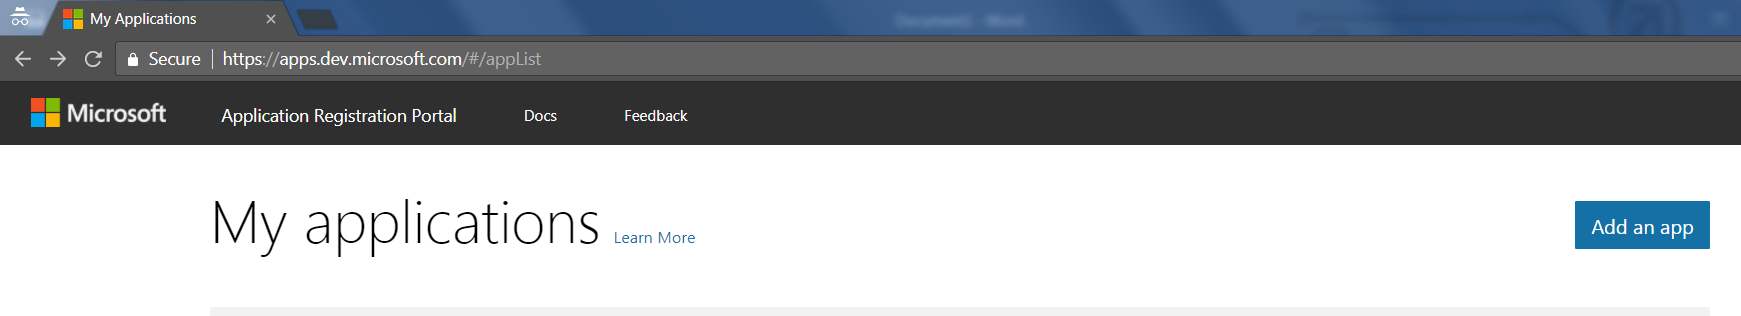 My Applications
Secure https://apps.dev.microsoft.com/#/appList
Microsoft Application Registration Portal Docs Feedback
My applications Learn More Add an app